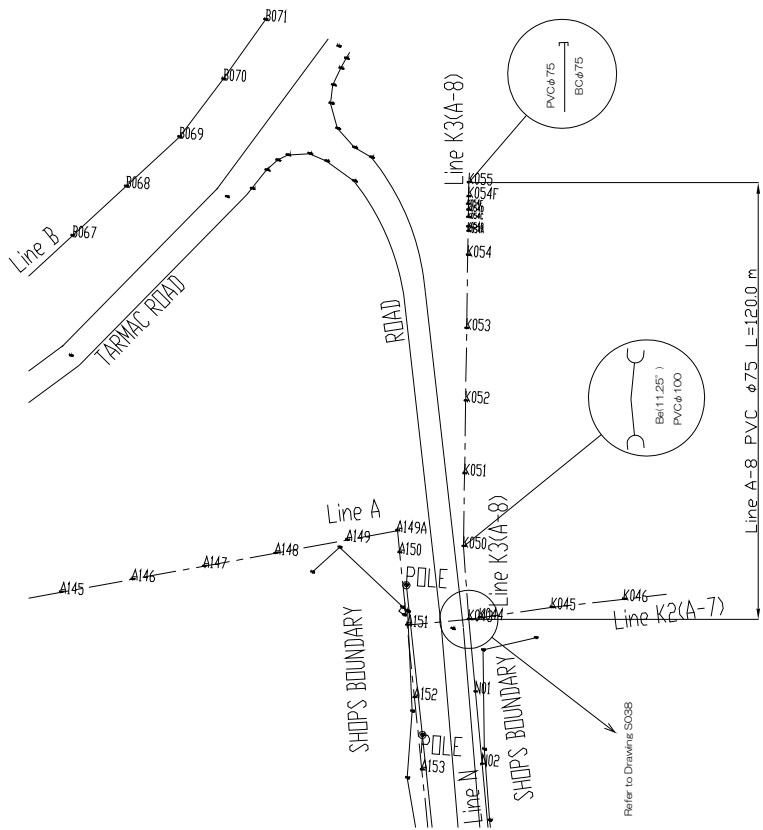 B071
B070
B069
B068
B067
Line B
TARMAC ROAD
ROAD
Line K3(A-8)
PVCφ75
BCφ75
K055
K054F
K054
K053
K052
K051
K050
Be(11.25°)
PVCφ100
Line A-8 PVC φ75 L=120.0 m
Line A
A149A
A149
A150
A148
A147
A146
A145
POLE
A151
SHOPS BOUNDARY
A152
POLE
A153
Line K3(A-8)
K045
K046
Line K2(A-7)
N01
N02
SHOPS BOUNDARY
Line N
Refer to Drawing S038